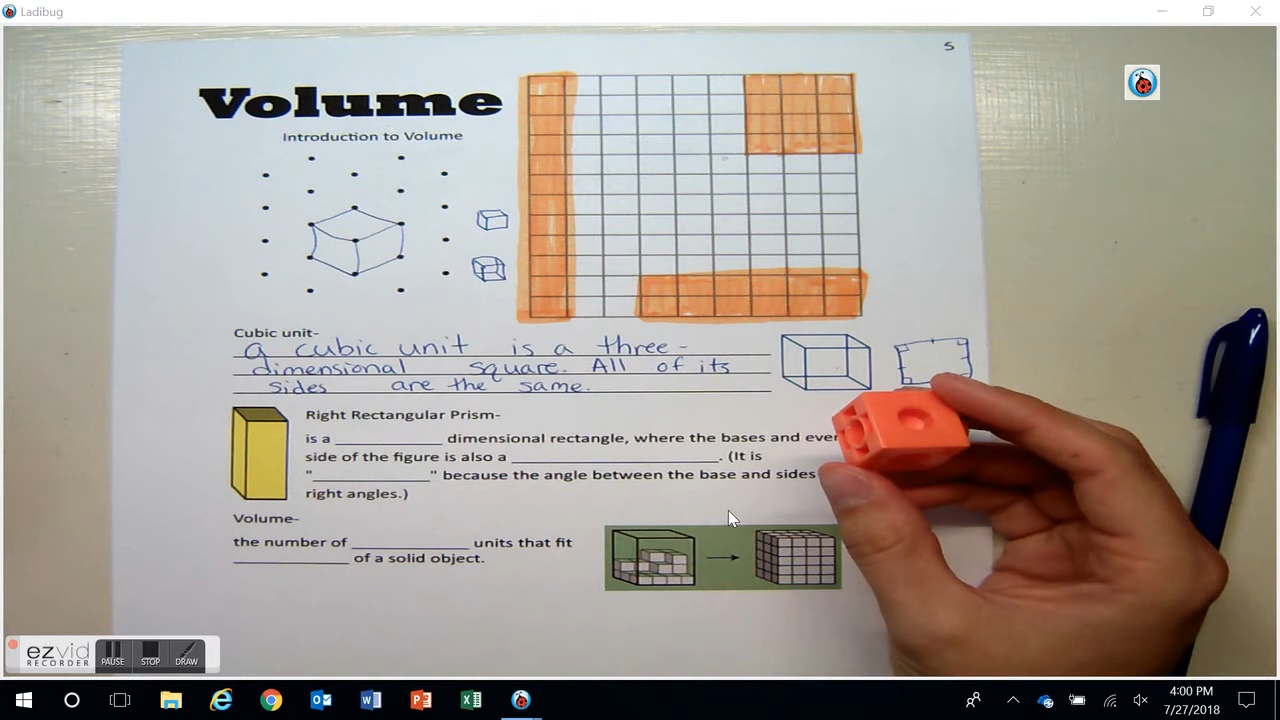 Ladibug
5
Volume
Introduction to Volume
Cubic unit-
a cubic unit is a three-
dimensional square. All of its
sides are the same.
Right Rectangular Prism-
is a ___________ dimensional rectangle, where the bases and ever
side of the figure is also a _____________________. (It is
"____________" because the angle between the base and sides
right angles.)
Volume-
the number of ____________ units that fit
____________ of a solid object.
ezvid
RECORDER
PAUSE
STOP
DRAW
4:00 PM
7/27/2018